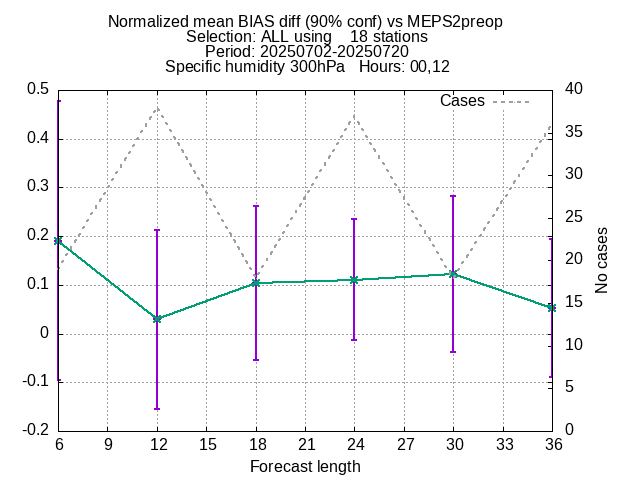 Normalized mean BIAS diff (90% conf) vs MEPS2preop
Selection: ALL using    18 stations
Period: 20250702-20250720
Specific humidity 300hPa   Hours: 00,12
Cases
0.5
0.4
0.3
0.2
0.1
0
-0.1
-0.2
40
35
30
25
20
15
10
5
0
No cases
6 9 12 15 18 21 24 27 30 33 36
Forecast length